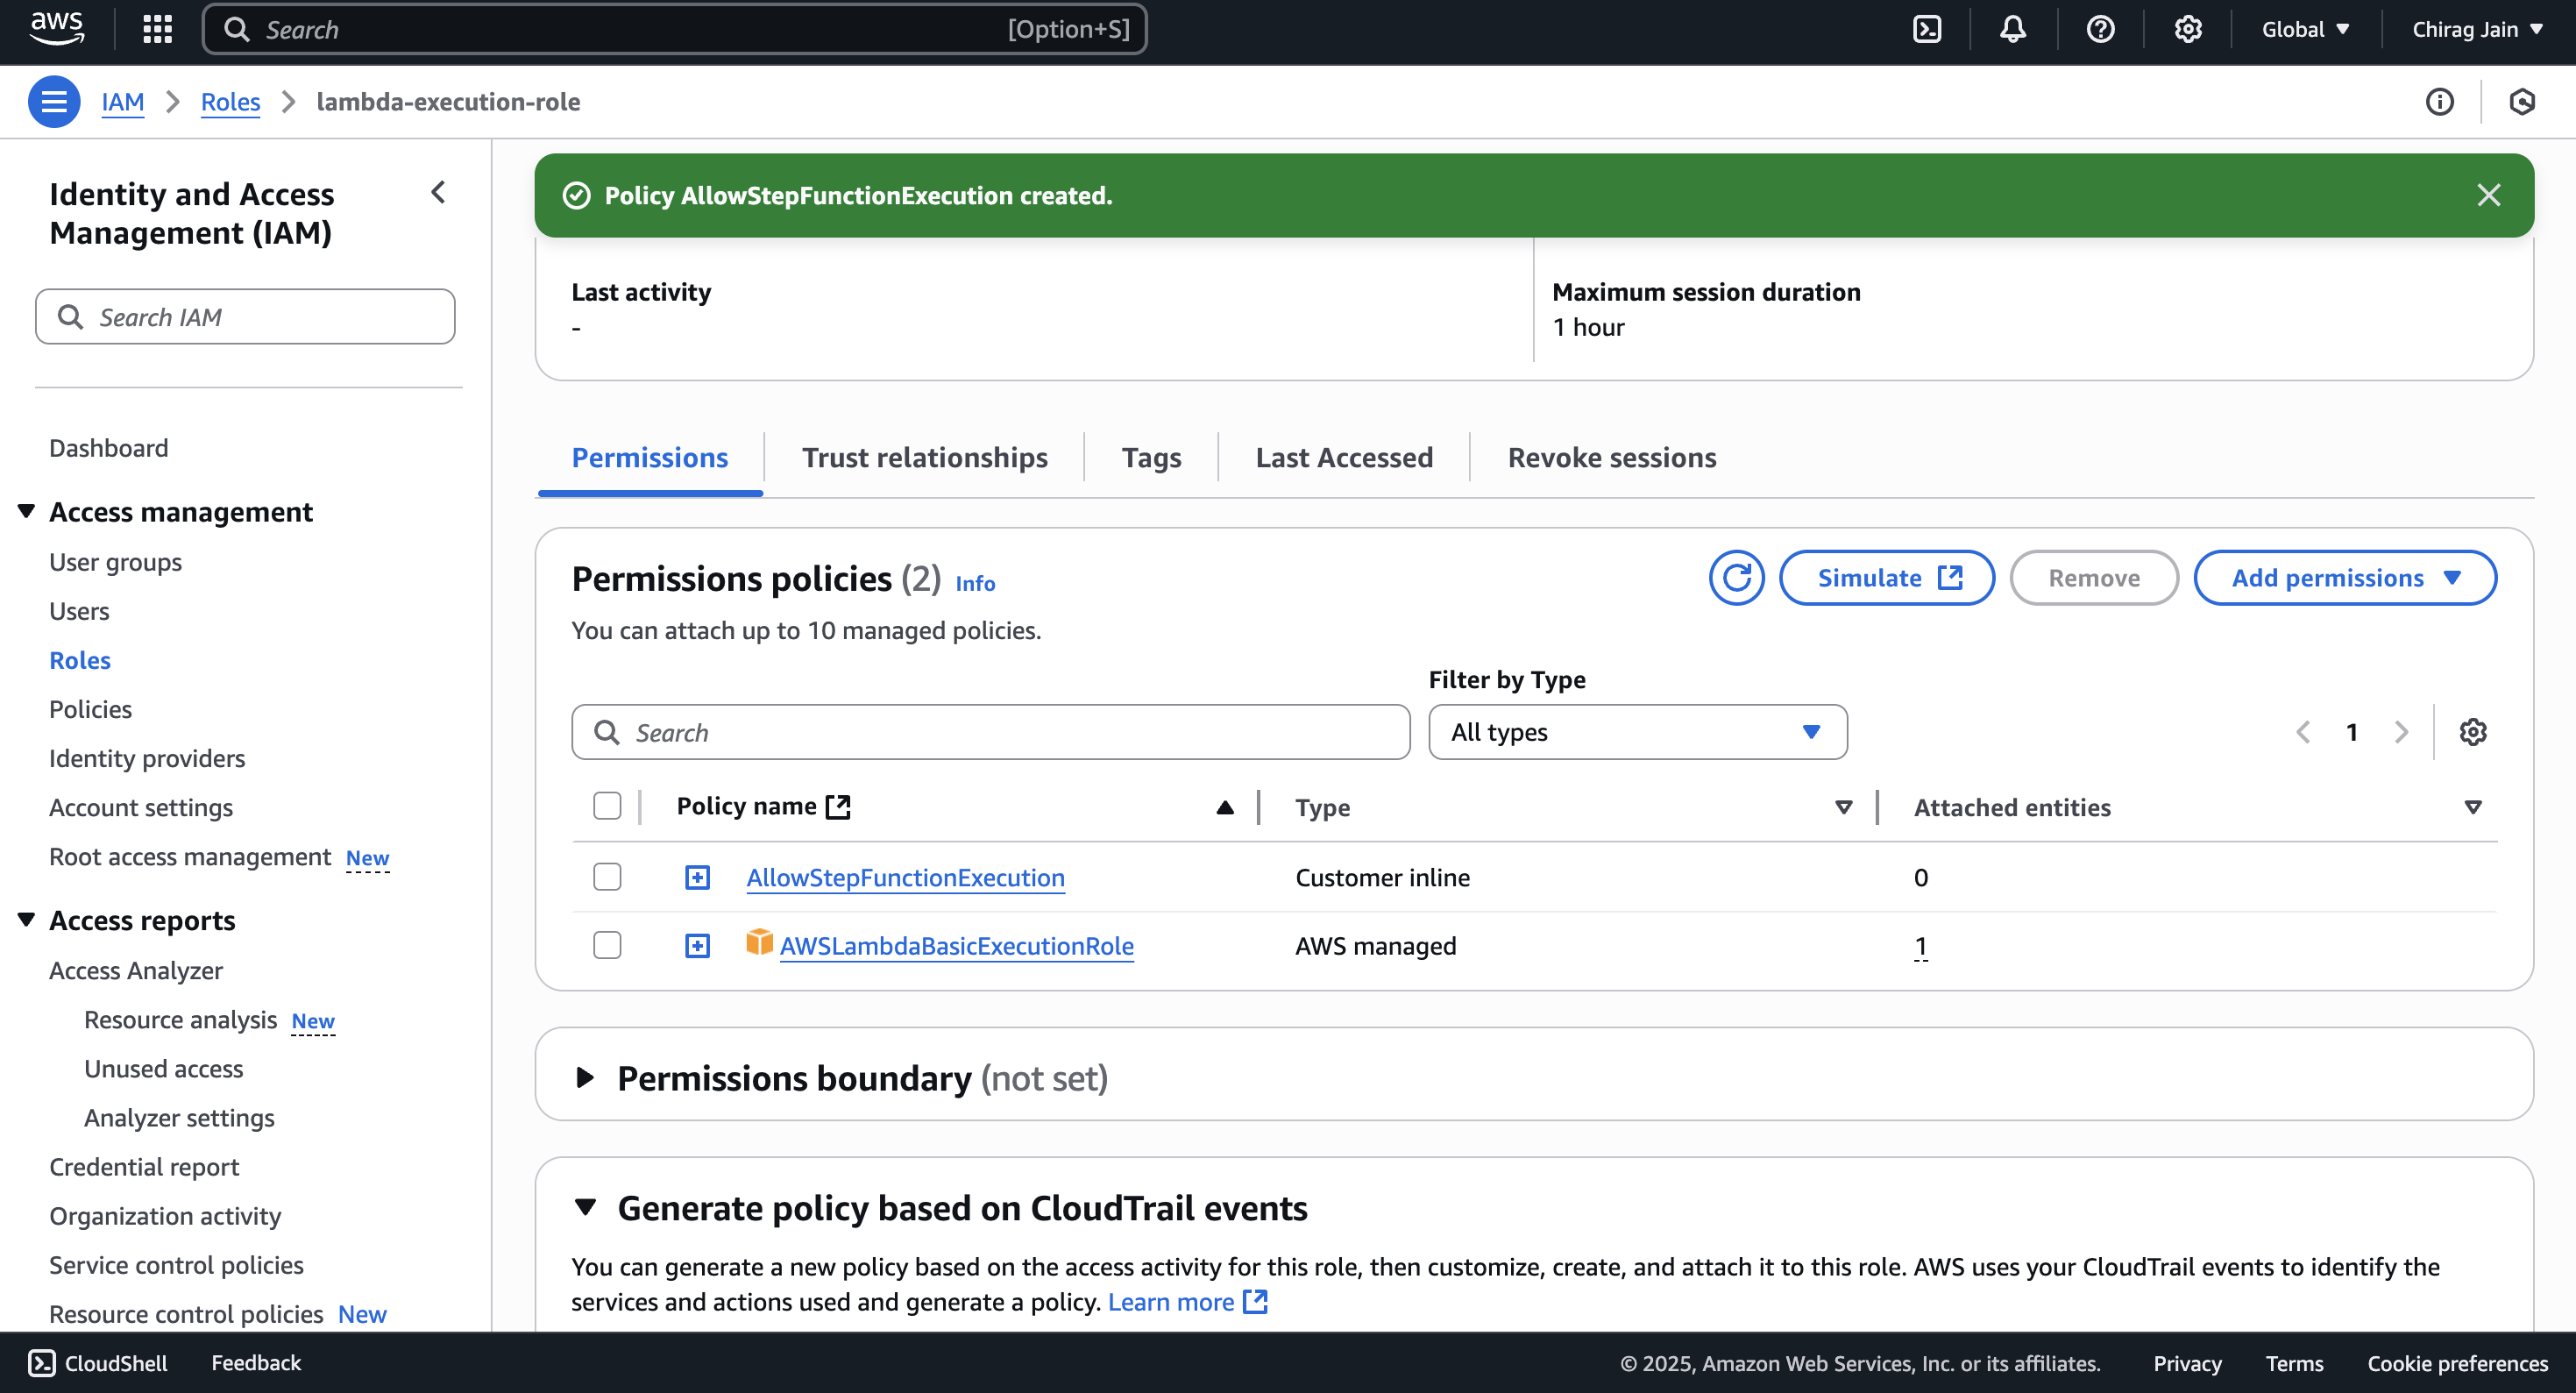 aws
Search [Option+S]
Global
Chirag Jain
IAM
Roles
lambda-execution-role
Identity and Access
Management (IAM)
Search IAM
Dashboard
Access management
User groups
Users
Roles
Policies
Identity providers
Account settings
Root access management New
Access reports
Access Analyzer
Resource analysis New
Unused access
Analyzer settings
Credential report
Organization activity
Service control policies
Resource control policies New
Policy AllowStepFunctionExecution created.
Last activity
-
Maximum session duration
1 hour
Permissions
Trust relationships
Tags
Last Accessed
Revoke sessions
Permissions policies (2) Info
Simulate
Remove
Add permissions
You can attach up to 10 managed policies.
Filter by Type
Search
All types
1
Policy name
Type
Attached entities
AllowStepFunctionExecution
Customer inline
0
AWSLambdaBasicExecutionRole
AWS managed
1
Permissions boundary (not set)
Generate policy based on CloudTrail events
You can generate a new policy based on the access activity for this role, then customize, create, and attach it to this role. AWS uses your CloudTrail events to identify the
services and actions used and generate a policy. Learn more
CloudShell
Feedback
© 2025, Amazon Web Services, Inc. or its affiliates.
Privacy
Terms
Cookie preferences